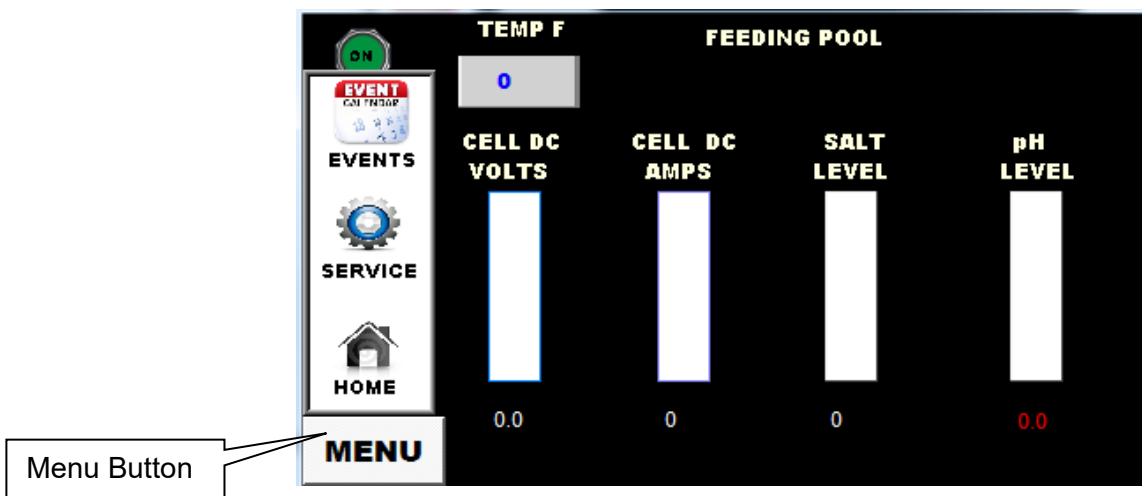 TEMP F
FEEDING POOL
ON
0
EVENT
CALENDAR
EVENTS
CELL DC
VOLTS
CELL DC
AMPS
SALT
LEVEL
pH
LEVEL
SERVICE
HOME
0.0
0
0
0.0
MENU
Menu Button